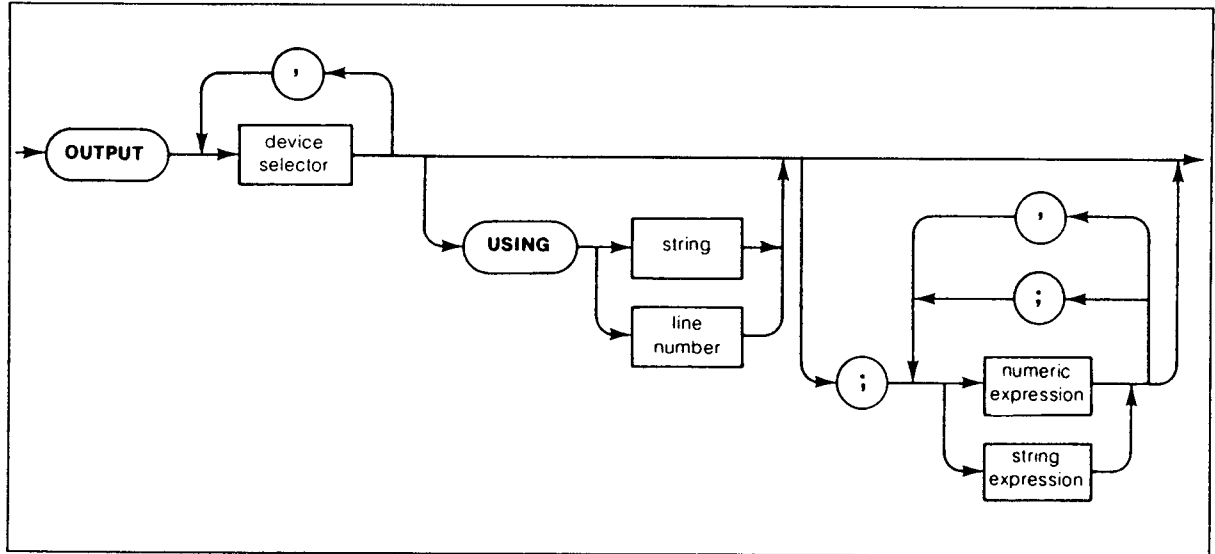 ,
OUTPUT
device
selector
USING
string
line
number
,
;
;
numeric
expression
string
expression